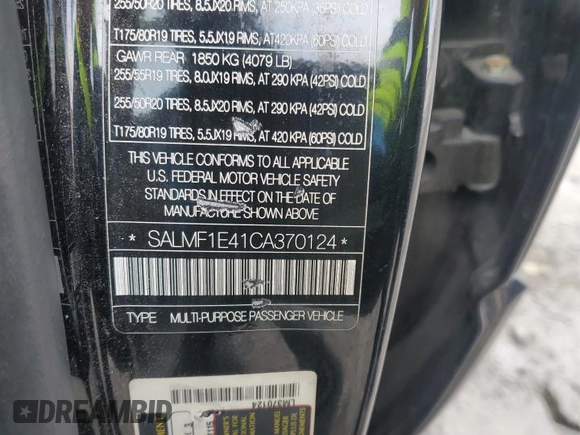 255/50R20 TIRES, 8.5JX20 RIMS, AT 250KPA (36PSI) COLD
T175/80R19 TIRES, 5.5JX19 RIMS, AT420KPA (60PSI) COLD
GAWR REAR 1850 KG (4079 LB)
255/55R19 TIRES, 8.0JX19 RIMS, AT 290 KPA (42PSI) COLD
255/50R20 TIRES, 8.5JX20 RIMS, AT 290 KPA (42PSI) COLD
T175/80R19 TIRES, 5.5JX19 RIMS, AT 420 KPA (60PSI) COLD
THIS VEHICLE CONFORMS TO ALL APPLICABLE
U.S. FEDERAL MOTOR VEHICLE SAFETY
STANDARDS IN EFFECT ON THE DATE OF
MANUFACTURE SHOWN ABOVE
* SALMF1E41CA370124 *
TYPE MULTI-PURPOSE PASSENGER VEHICLE
LM370124
DREAMBID